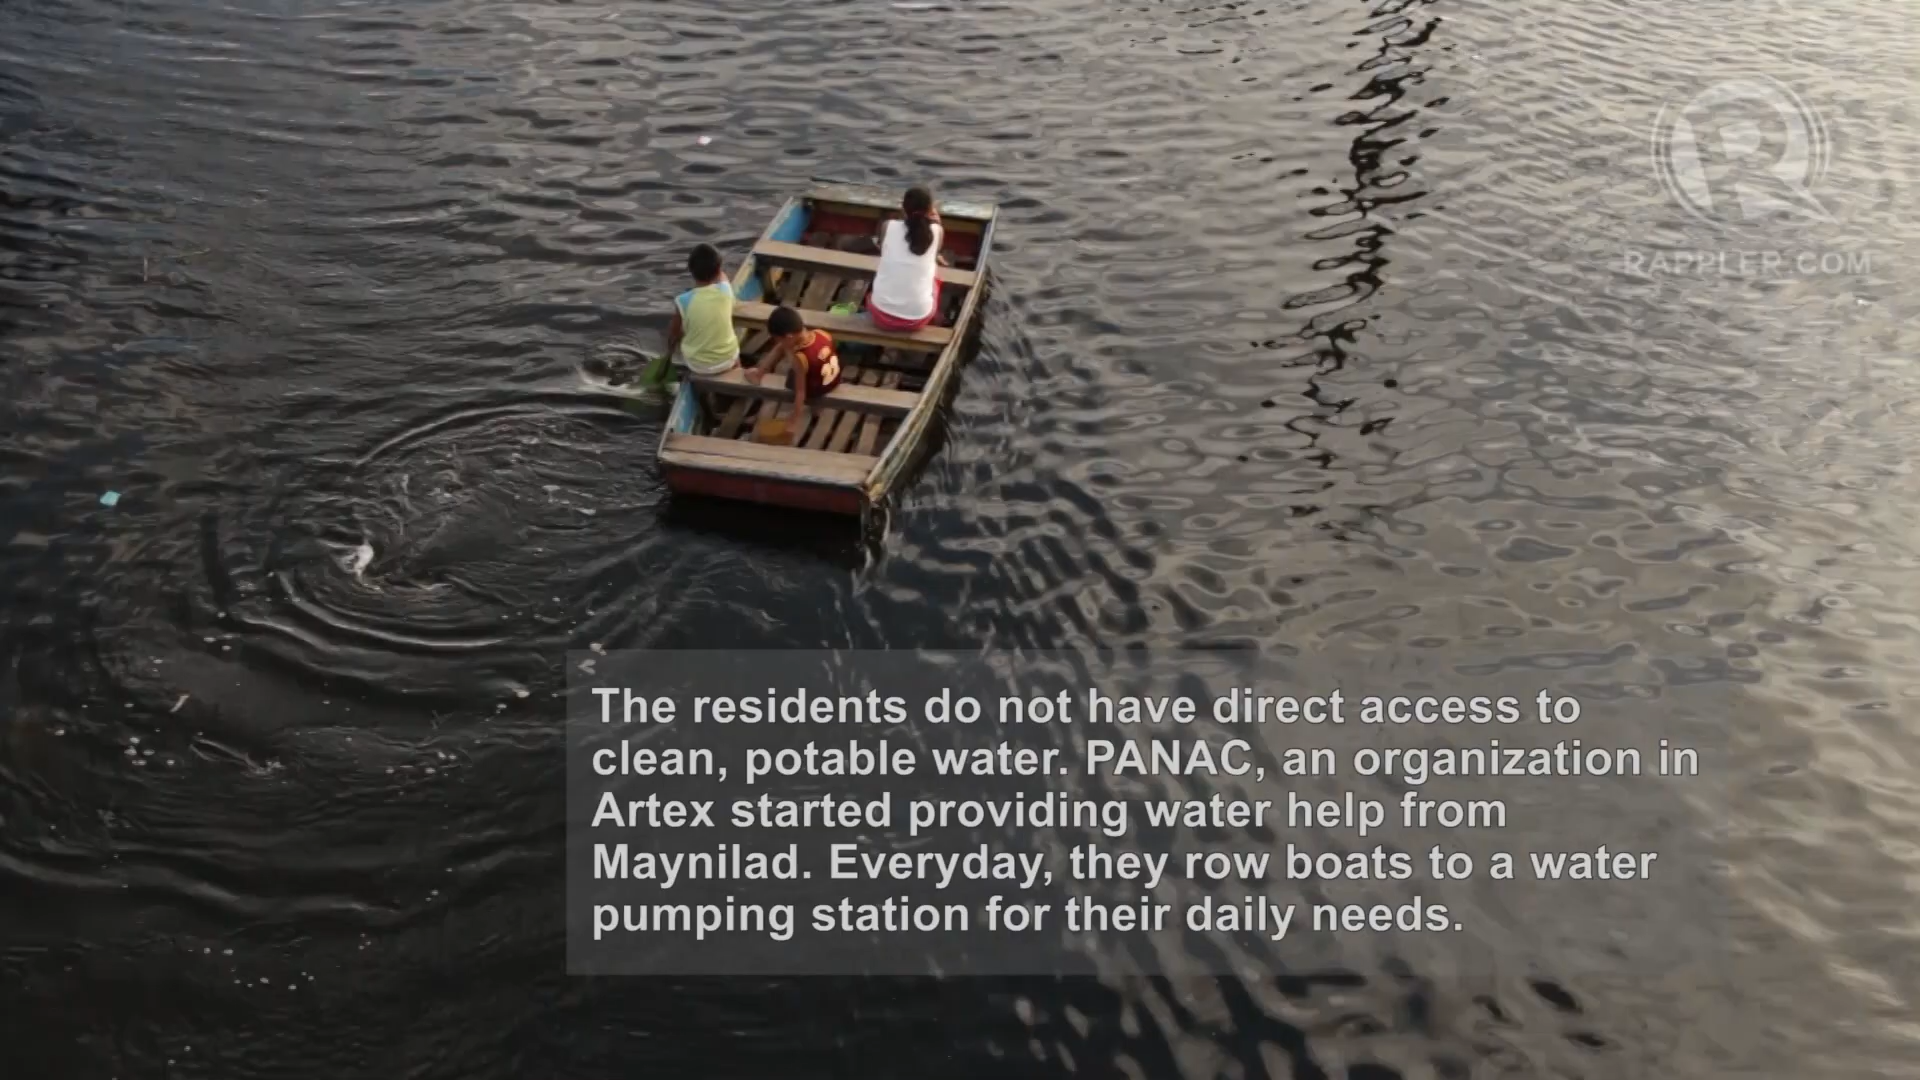 RAPPLER.COM
The residents do not have direct access to
clean, potable water. PANAC, an organization in
Artex started providing water help from
Maynilad. Everyday, they row boats to a water
pumping station for their daily needs.